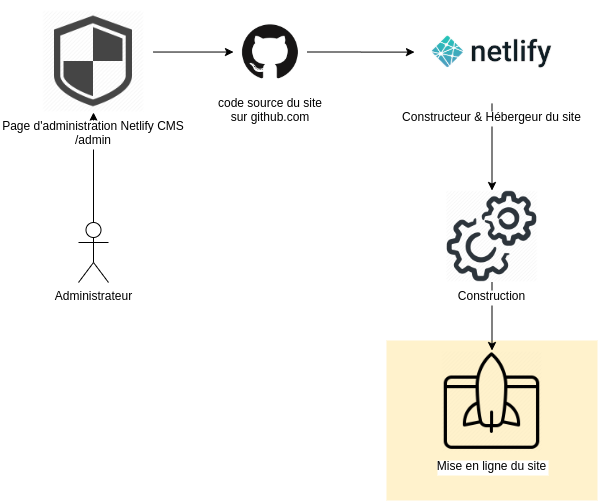 netlify
code source du site
sur github.com
Constructeur & Hébergeur du site
Page d'administration Netlify CMS
/admin
Administrateur
Construction
Mise en ligne du site